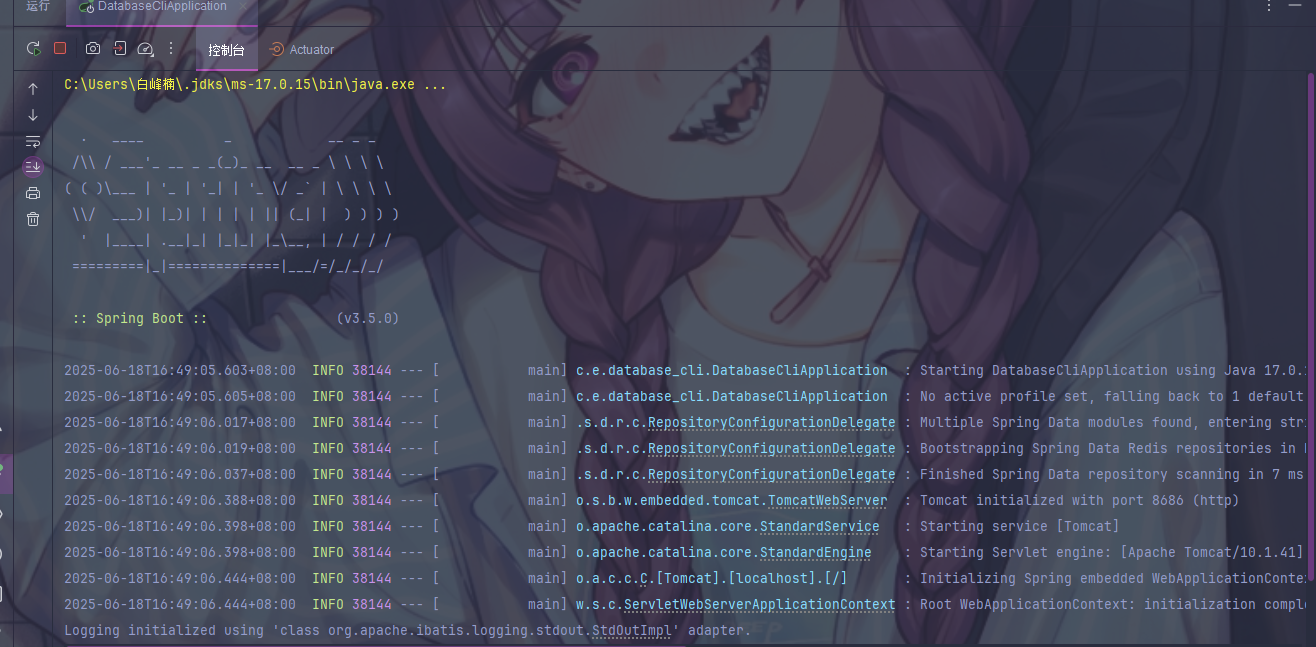 运行 DatabaseCliApplication
控制台 Actuator
C:\Users\白峰楠\.jdks\ms-17.0.15\bin\java.exe ...
  .   ____          _            __ _ _
 /\\ / ___'_ __ _ _(_)_ __  __ _ \ \ \ \
( ( )\___ | '_ | '_| | '_ \/ _` | \ \ \ \
 \\/  ___)| |_)| | | | | || (_| |  ) ) ) )
  '  |____| .__|_| |_|_| |_\__, | / / / /
 =========|_|==============|___/=/_/_/_/
 :: Spring Boot ::                (v3.5.0)
2025-06-18T16:49:05.603+08:00  INFO 38144 --- [           main] c.e.database_cli.DatabaseCliApplication  : Starting DatabaseCliApplication using Java 17.0.
2025-06-18T16:49:05.605+08:00  INFO 38144 --- [           main] c.e.database_cli.DatabaseCliApplication  : No active profile set, falling back to 1 default
2025-06-18T16:49:06.017+08:00  INFO 38144 --- [           main] .s.d.r.c.RepositoryConfigurationDelegate : Multiple Spring Data modules found, entering str
2025-06-18T16:49:06.019+08:00  INFO 38144 --- [           main] .s.d.r.c.RepositoryConfigurationDelegate : Bootstrapping Spring Data Redis repositories in
2025-06-18T16:49:06.037+08:00  INFO 38144 --- [           main] .s.d.r.c.RepositoryConfigurationDelegate : Finished Spring Data repository scanning in 7 ms
2025-06-18T16:49:06.388+08:00  INFO 38144 --- [           main] o.s.b.w.embedded.tomcat.TomcatWebServer  : Tomcat initialized with port 8686 (http)
2025-06-18T16:49:06.398+08:00  INFO 38144 --- [           main] o.apache.catalina.core.StandardService   : Starting service [Tomcat]
2025-06-18T16:49:06.398+08:00  INFO 38144 --- [           main] o.apache.catalina.core.StandardEngine    : Starting Servlet engine: [Apache Tomcat/10.1.41]
2025-06-18T16:49:06.444+08:00  INFO 38144 --- [           main] o.a.c.c.C.[Tomcat].[localhost].[/]       : Initializing Spring embedded WebApplicationConte
2025-06-18T16:49:06.444+08:00  INFO 38144 --- [           main] w.s.c.ServletWebServerApplicationContext : Root WebApplicationContext: initialization comple
Logging initialized using 'class org.apache.ibatis.logging.stdout.StdOutImpl' adapter.